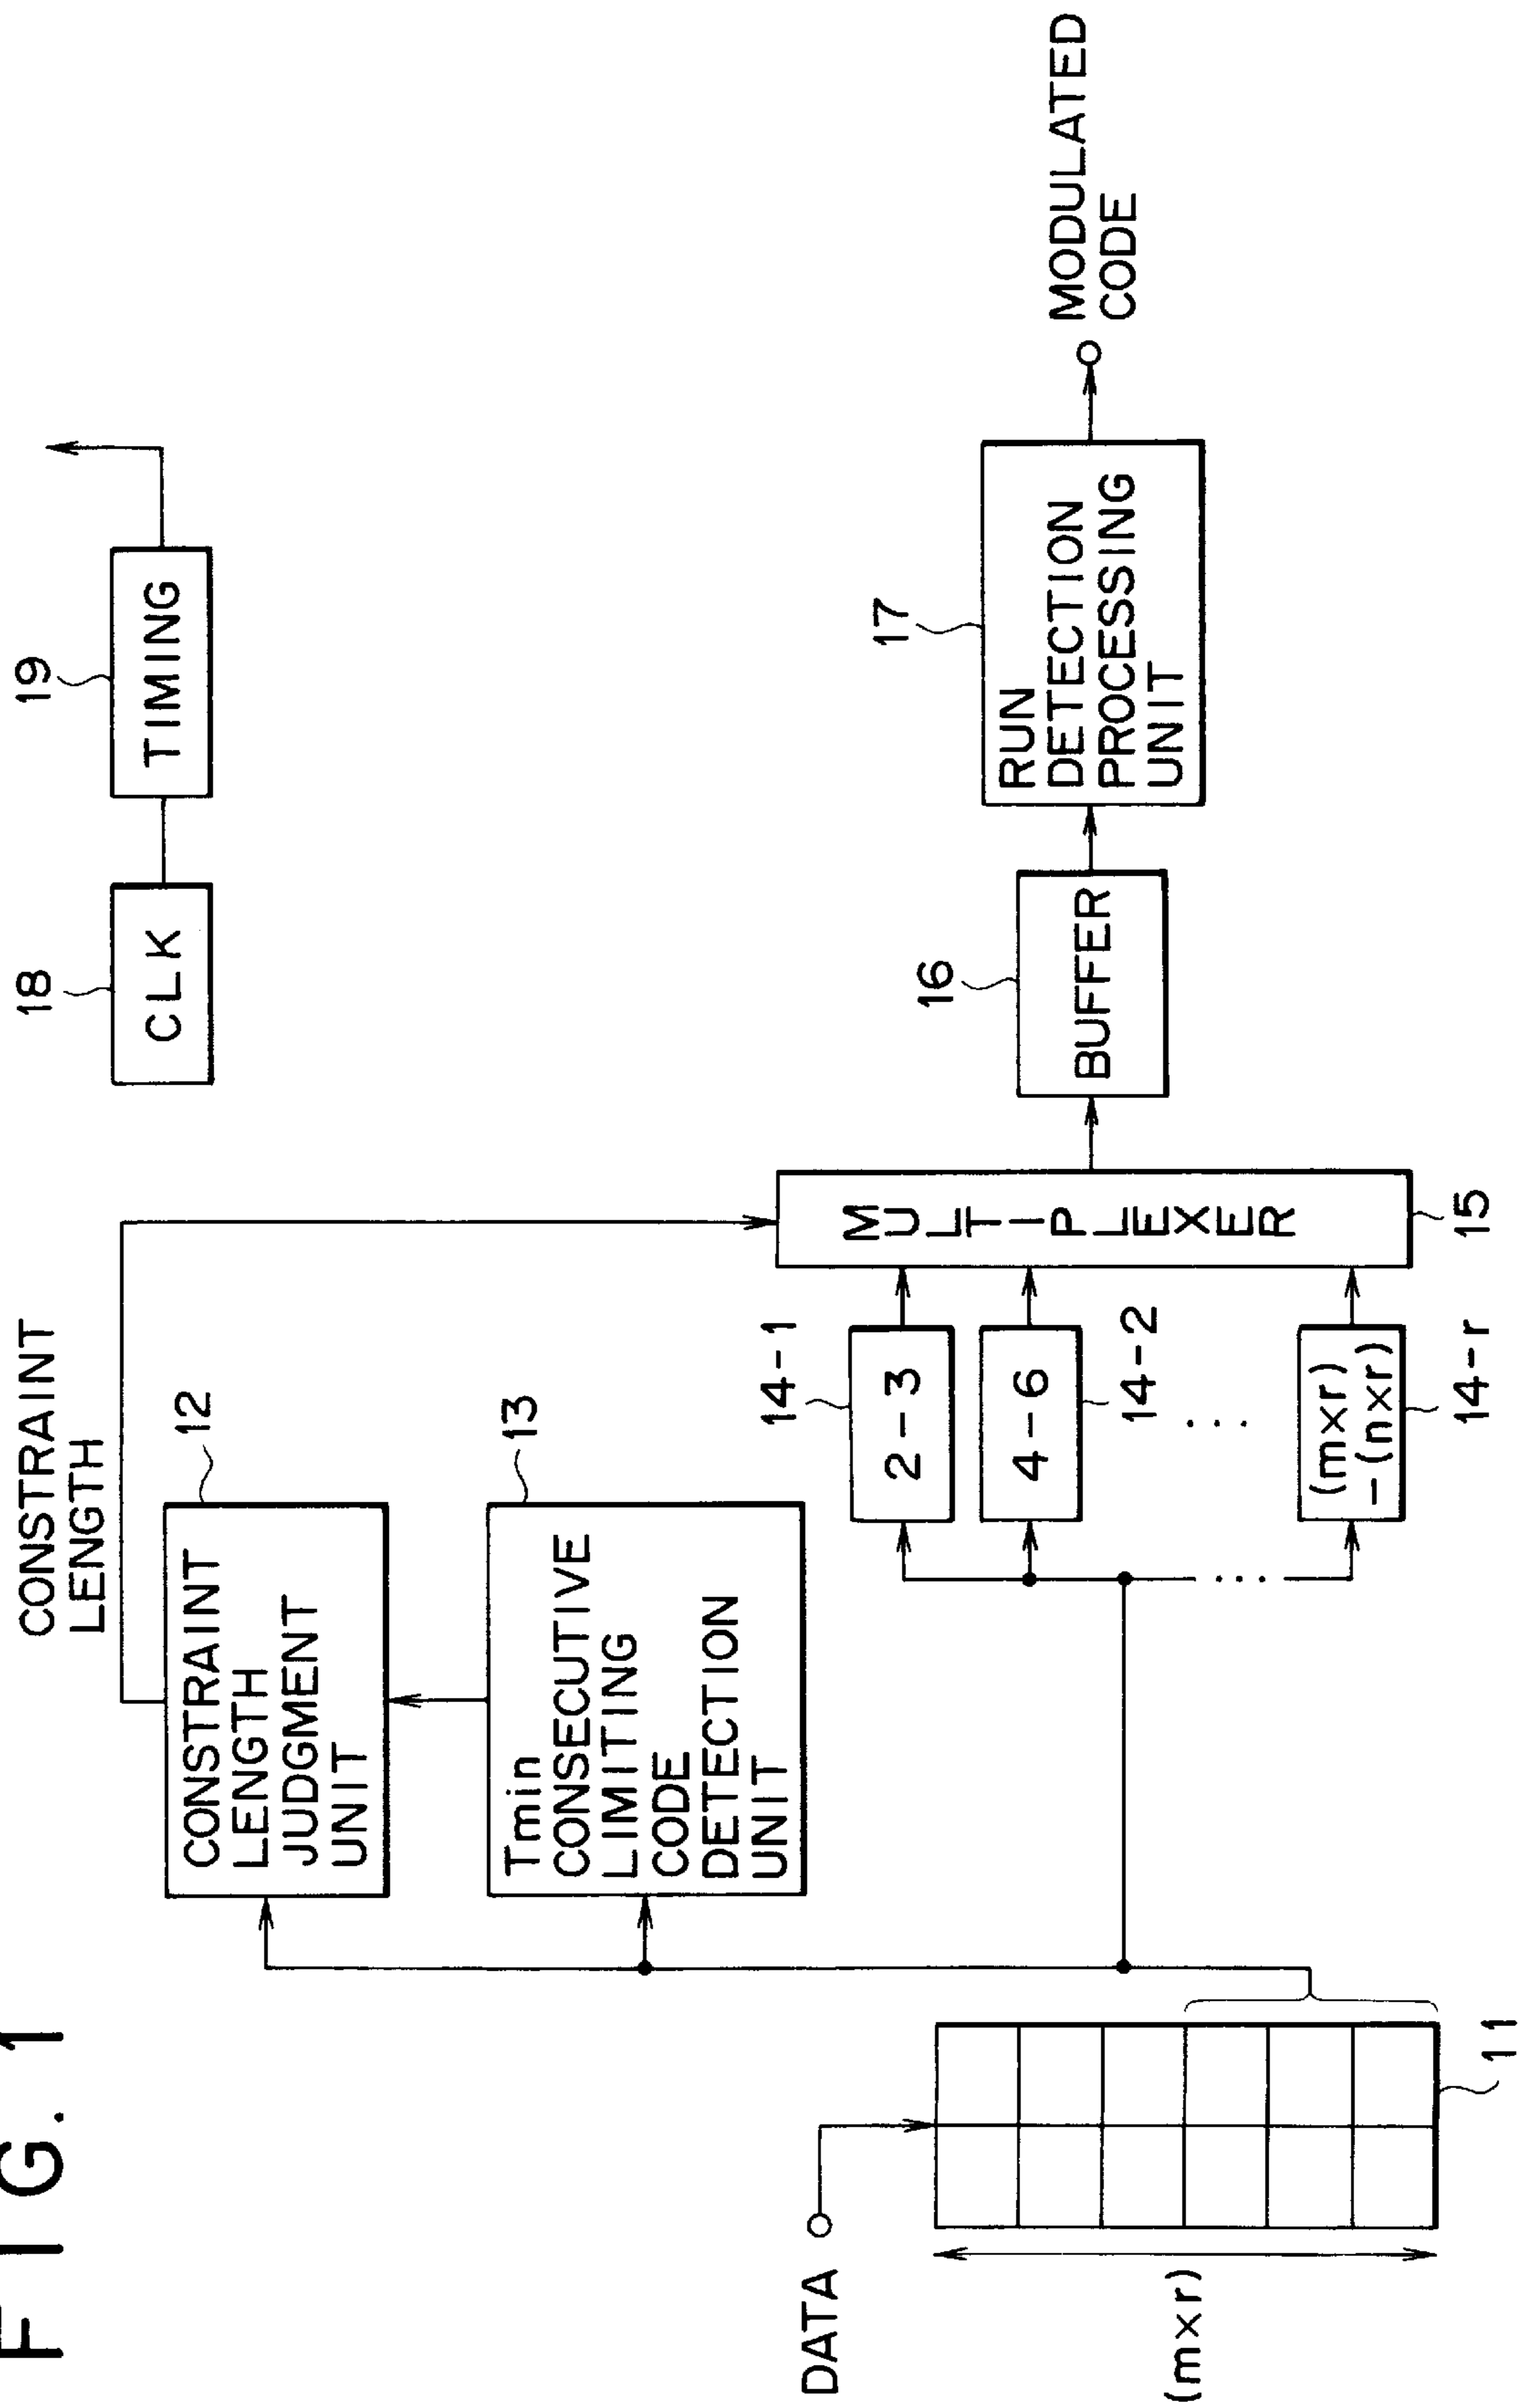 FIG. 1
CONSTRAINT
LENGTH
18
CLK
19
TIMING
12
CONSTRAINT
LENGTH
JUDGMENT
UNIT
13
Tmin
CONSECUTIVE
LIMITING
CODE
DETECTION
UNIT
DATA
(m×r)
11
14-1
2-3
4-6
14-2
...
...
(m×r)
-(n×r)
14-r
MULTIPLEXER
15
16
BUFFER
17
RUN
DETECTION
PROCESSING
UNIT
MODULATED
CODE